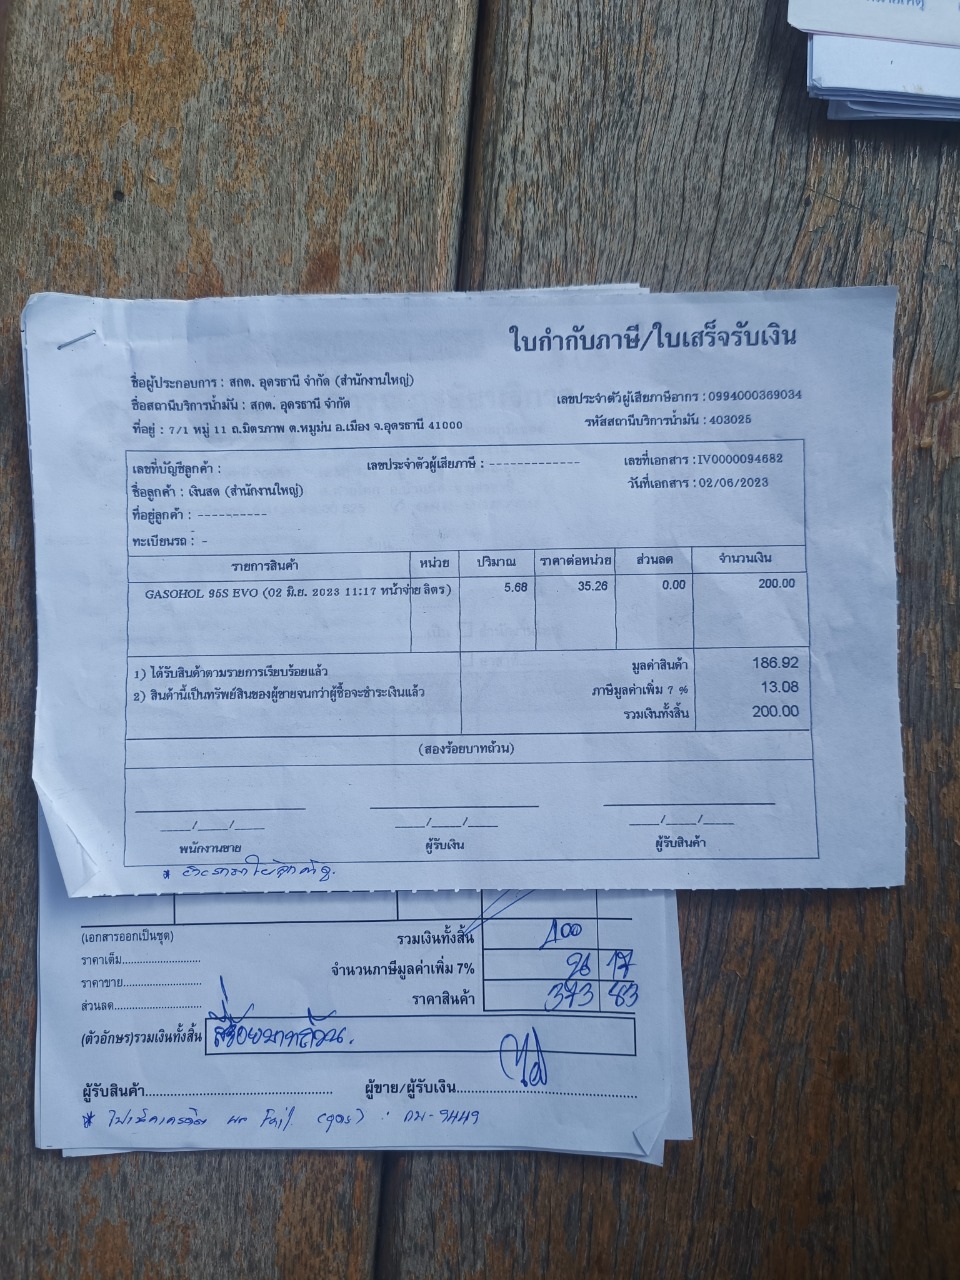 ใบกำกับภาษี/ใบเสร็จรับเงิน
ชื่อผู้ประกอบการ : สกต. อุดรธานี จำกัด (สำนักงานใหญ่)
ชื่อสถานีบริการน้ำมัน : สกต. อุดรธานี จำกัด
เลขประจำตัวผู้เสียภาษีอากร : 0994000369034
ที่อยู่ : 7/1 หมู่ 11 ถ.มิตรภาพ ต.หมูม่น อ.เมือง จ.อุดรธานี 41000
รหัสสถานีบริการน้ำมัน : 403025
เลขที่บัญชีลูกค้า : เลขประจำตัวผู้เสียภาษี : ------------- เลขที่เอกสาร : IV0000094682
ชื่อลูกค้า : เงินสด (สำนักงานใหญ่) วันที่เอกสาร : 02/06/2023
ที่อยู่ลูกค้า : ----------
ทะเบียนรถ : -
รายการสินค้า หน่วย ปริมาณ ราคาต่อหน่วย ส่วนลด จำนวนเงิน
GASOHOL 95S EVO (02 มิ.ย. 2023 11:17 หน้าจ่าย ลิตร) 5.68 35.26 0.00 200.00
1) ได้รับสินค้าตามรายการเรียบร้อยแล้ว มูลค่าสินค้า 186.92
2) สินค้านี้เป็นทรัพย์สินของผู้ขายจนกว่าผู้ซื้อจะชำระเงินแล้ว ภาษีมูลค่าเพิ่ม 7 % 13.08
รวมเงินทั้งสิ้น 200.00
(สองร้อยบาทถ้วน)
____/____/____ ____/____/____ ____/____/____
พนักงานขาย ผู้รับเงิน ผู้รับสินค้า
(เอกสารออกเป็นชุด) รวมเงินทั้งสิ้น 400
ราคาเต็ม
จำนวนภาษีมูลค่าเพิ่ม 7% 26 17
ราคาขาย
ราคาสินค้า 373 83
ส่วนลด
(ตัวอักษร)รวมเงินทั้งสิ้น สี่ร้อยบาทถ้วน.
ผู้รับสินค้า ผู้ขาย/ผู้รับเงิน